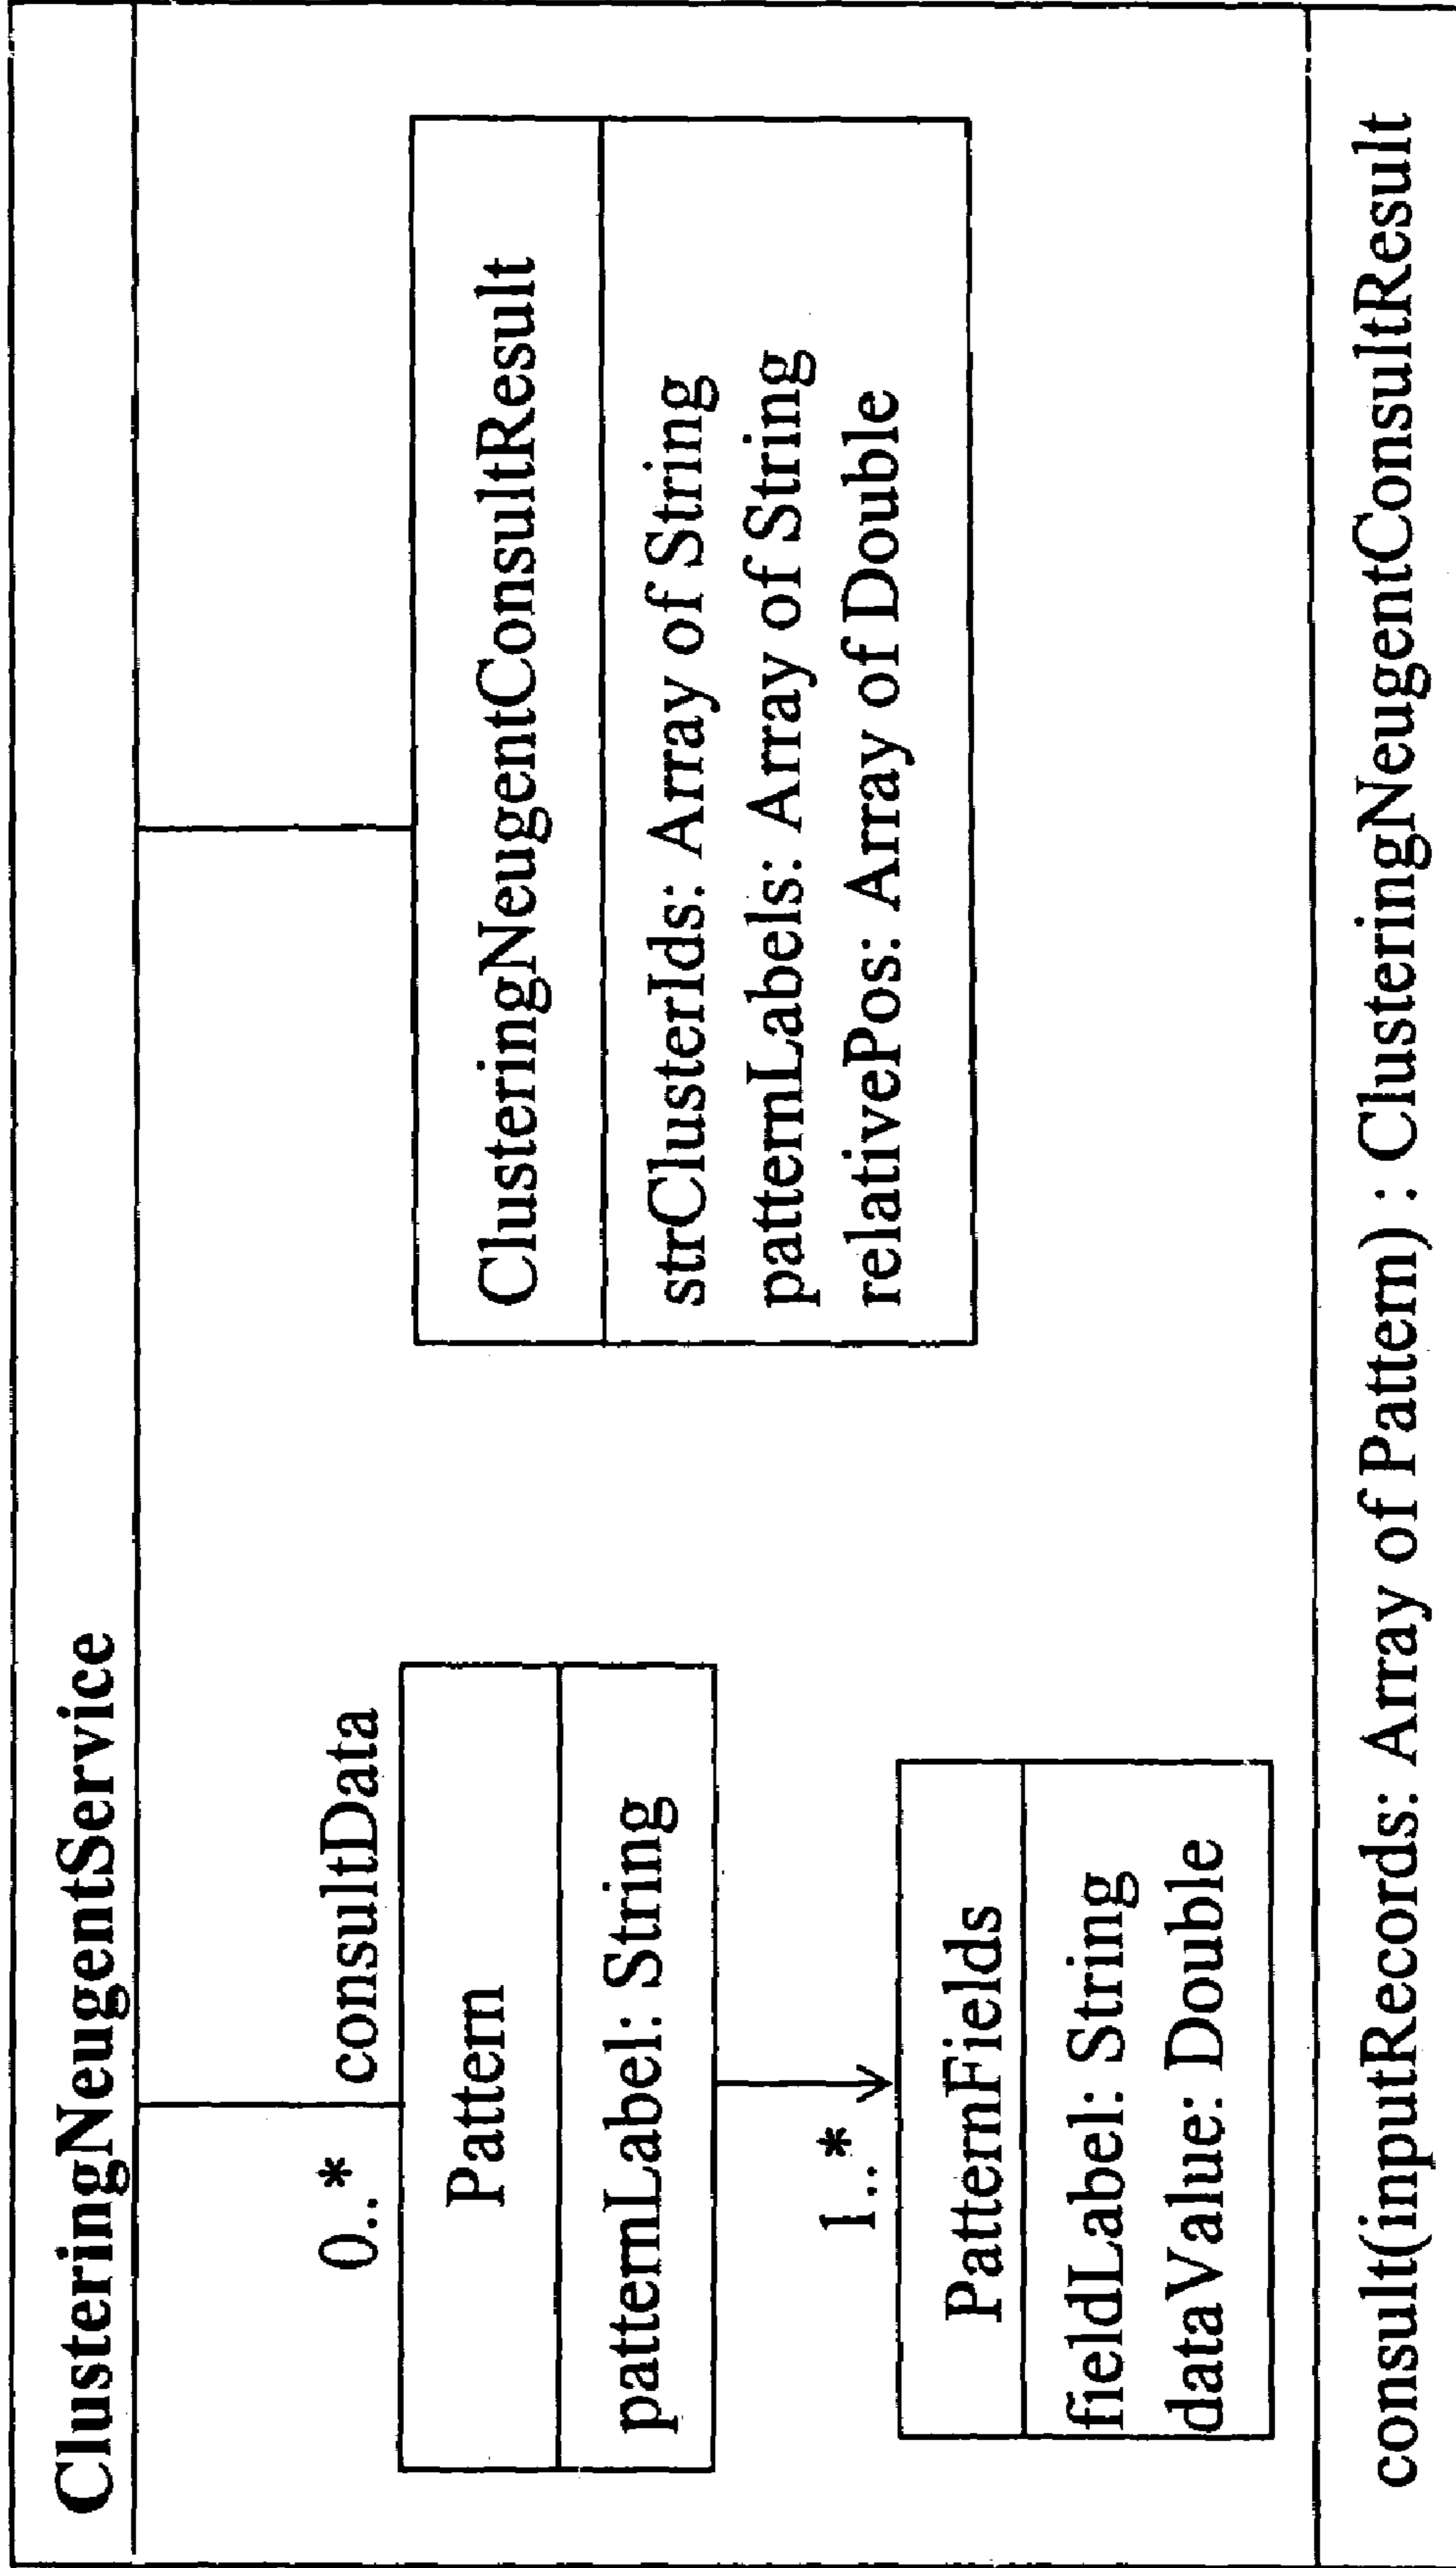 ClusteringNeugentService
0..*
consultData
Pattern
patternLabel: String
1..*
PatternFields
fieldLabel: String
dataValue: Double
ClusteringNeugentConsultResult
strClusterIds: Array of String
patternLabels: Array of String
relativePos: Array of Double
consult(inputRecords: Array of Pattern) : ClusteringNeugentConsultResult